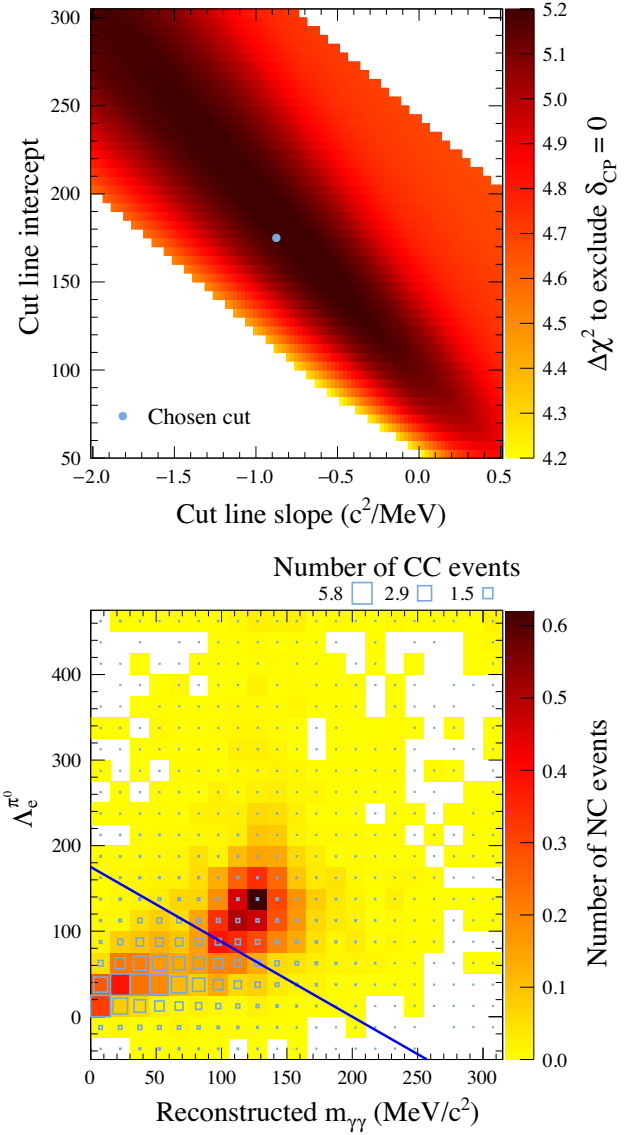 300
250
200
150
100
50
Cut line intercept
Chosen cut
−2.0 −1.5 −1.0 −0.5 0.0 0.5
Cut line slope (c²/MeV)
5.2
5.1
5.0
4.9
4.8
4.7
4.6
4.5
4.4
4.3
4.2
Δχ² to exclude δ_CP = 0
Number of CC events
5.8 2.9 1.5
400
300
200
100
0
Λ_e^π⁰
0 50 100 150 200 250 300
Reconstructed m_γγ (MeV/c²)
0.6
0.5
0.4
0.3
0.2
0.1
0.0
Number of NC events